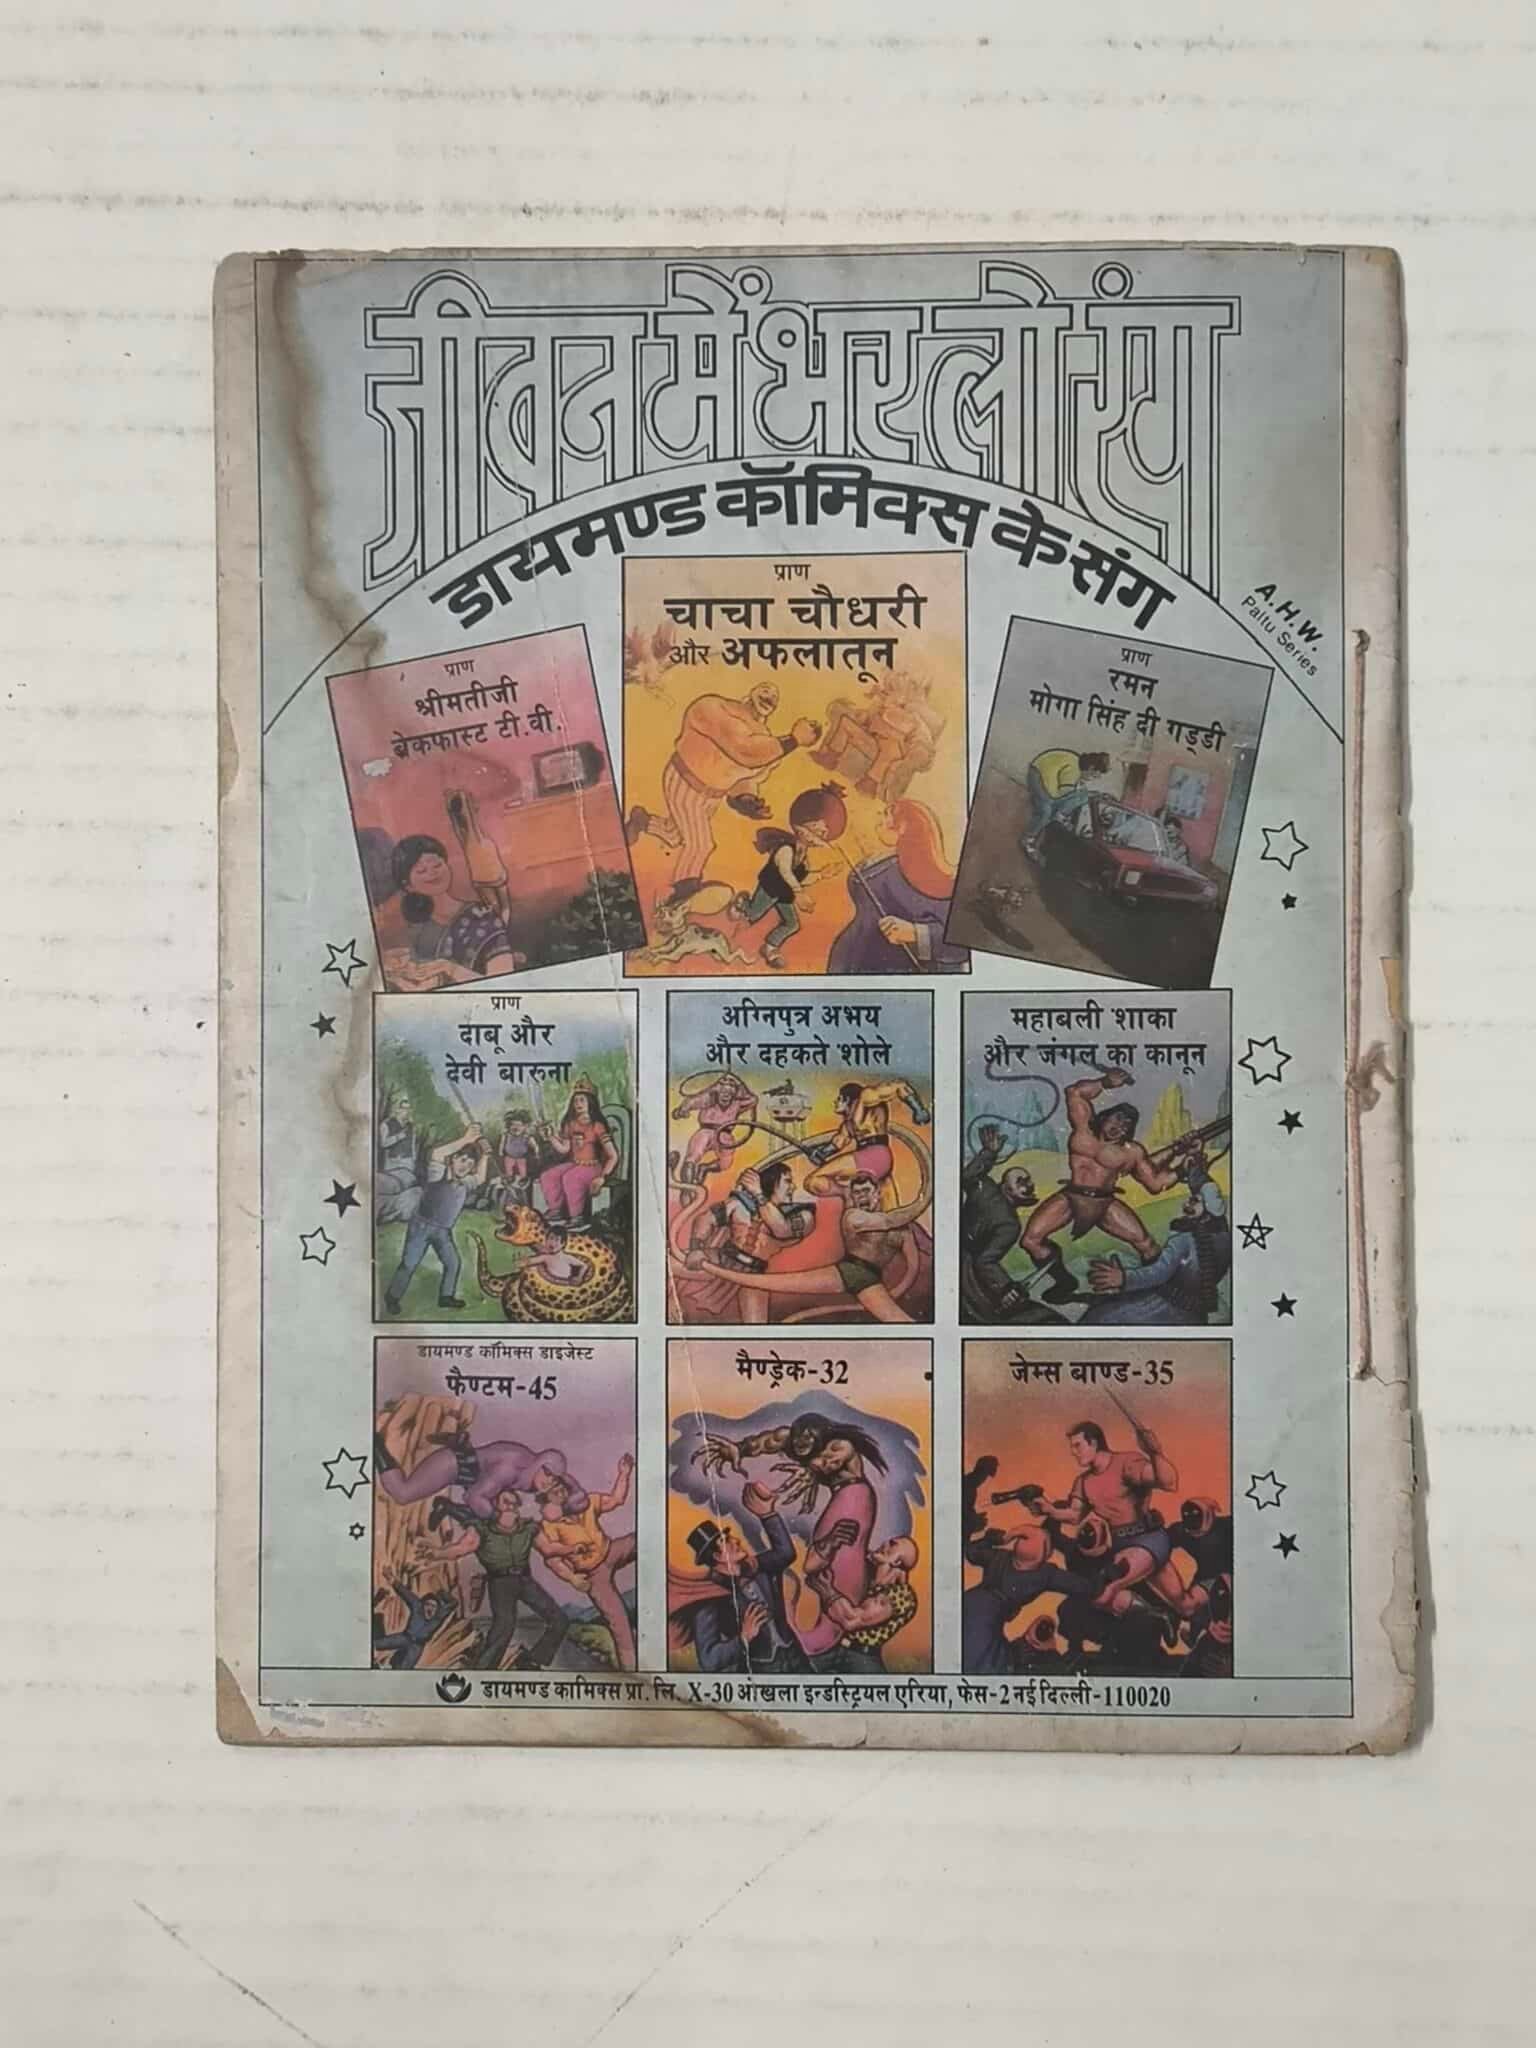 जीवन में भर लो रंग
डायमण्ड कॉमिक्स के संग
A.H.W.
Paltu Series
प्राण
श्रीमतीजी
ब्रेकफास्ट टी.वी.
प्राण
चाचा चौधरी
और अफलातून
प्राण
रमन
मोगा सिंह दी गड्डी
प्राण
दाबू और
देवी बारुना
अग्निपुत्र अभय
और दहकते शोले
महाबली शाका
और जंगल का कानून
डायमण्ड कॉमिक्स डाइजेस्ट
फैण्टम-45
मैण्ड्रेक-32
जेम्स बाण्ड-35
डायमण्ड कामिक्स प्रा. लि. X-30 ओखला इन्डस्ट्रियल एरिया, फेस-2 नई दिल्ली-110020